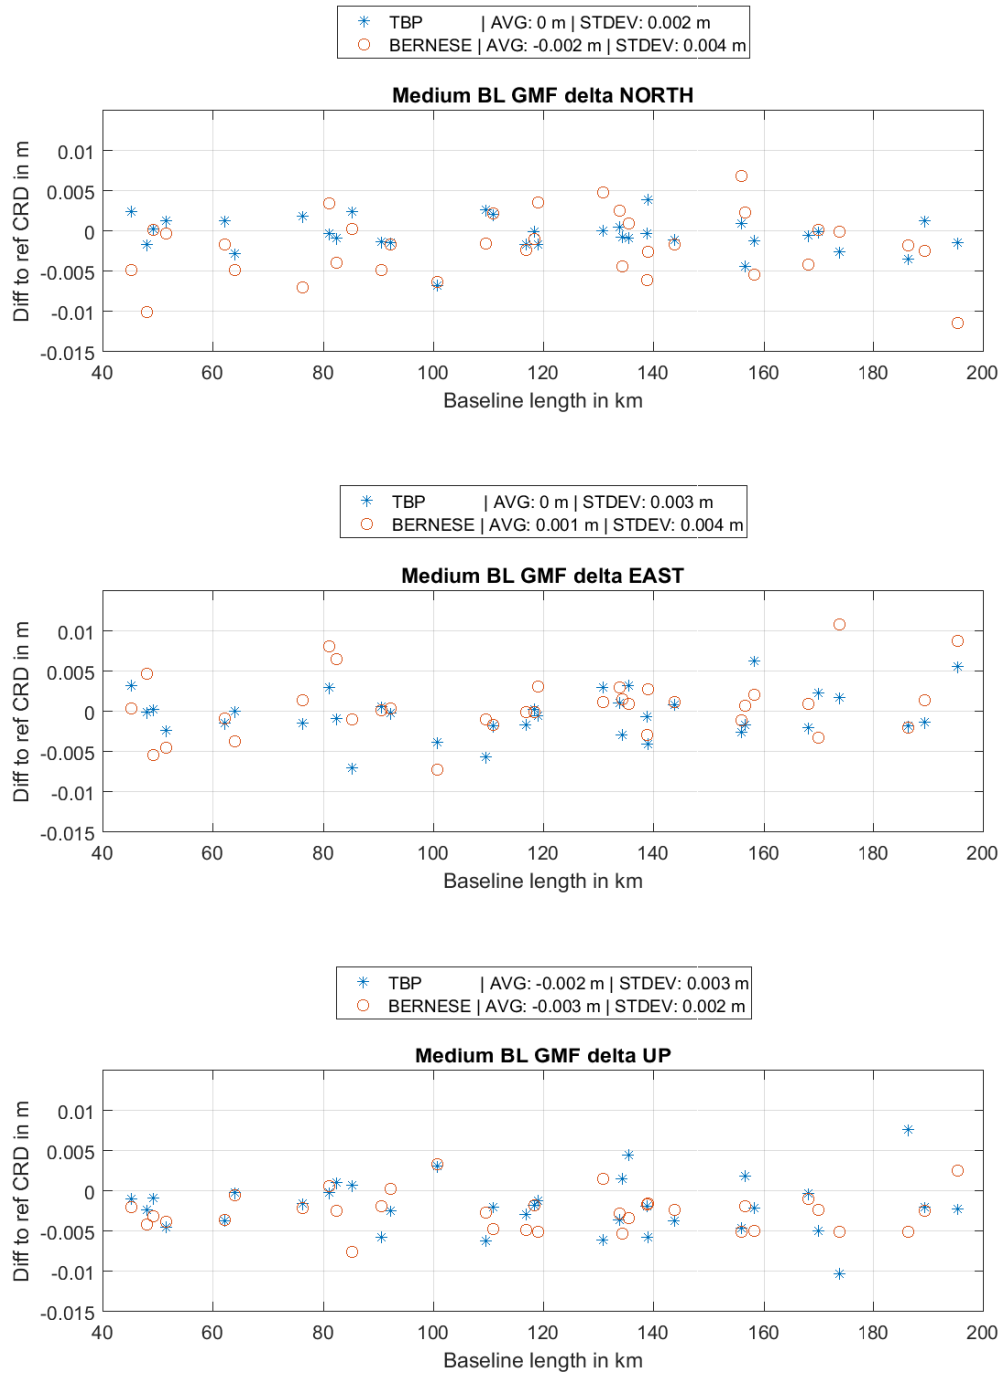 TBP | AVG: 0 m | STDEV: 0.002 m
BERNESE | AVG: -0.002 m | STDEV: 0.004 m
Medium BL GMF delta NORTH
Diff to ref CRD in m
0.01
0.005
0
-0.005
-0.01
-0.015
40 60 80 100 120 140 160 180 200
Baseline length in km
TBP | AVG: 0 m | STDEV: 0.003 m
BERNESE | AVG: 0.001 m | STDEV: 0.004 m
Medium BL GMF delta EAST
Diff to ref CRD in m
0.01
0.005
0
-0.005
-0.01
-0.015
40 60 80 100 120 140 160 180 200
Baseline length in km
TBP | AVG: -0.002 m | STDEV: 0.003 m
BERNESE | AVG: -0.003 m | STDEV: 0.002 m
Medium BL GMF delta UP
Diff to ref CRD in m
0.01
0.005
0
-0.005
-0.01
-0.015
40 60 80 100 120 140 160 180 200
Baseline length in km